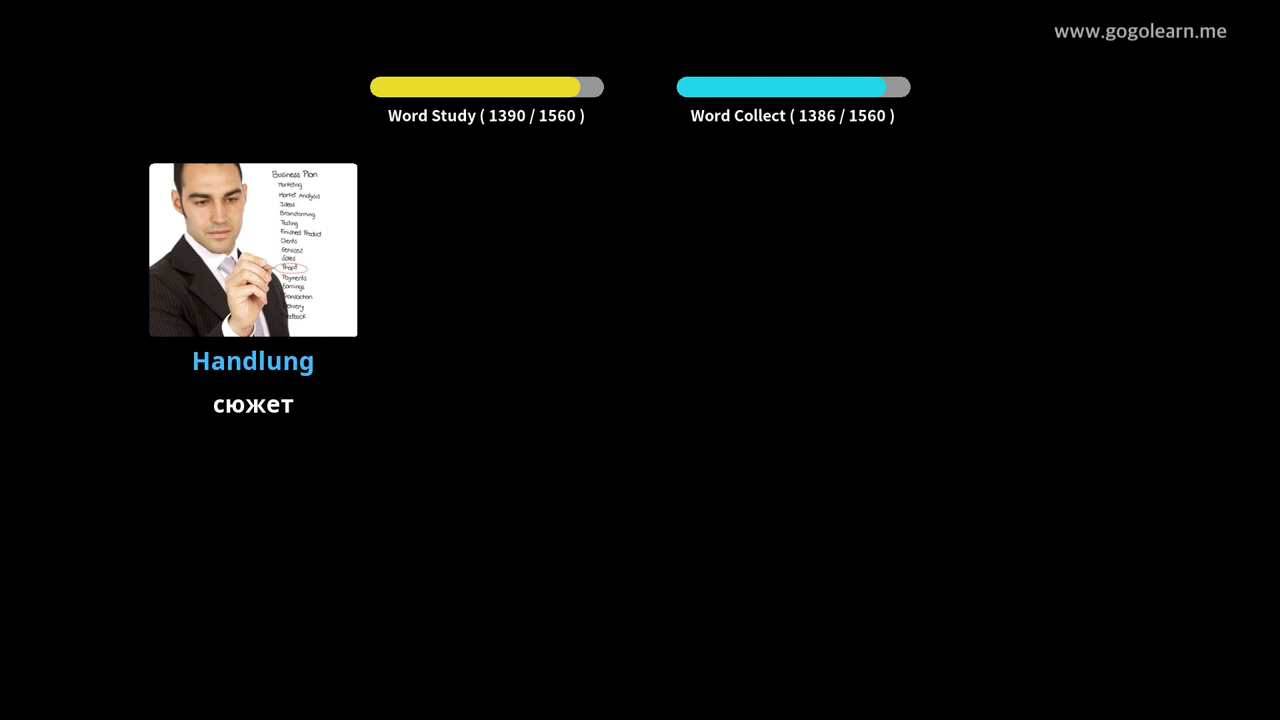 www.gogolearn.me
Word Study ( 1390 / 1560 )
Word Collect ( 1386 / 1560 )
Business Plan
Marketing
Market Analysis
Ideas
Brainstorming
Testing
Finished Product
Clients
Services
Sales
Profit
Payments
Earnings
Transaction
Delivery
Feedback
Handlung
сюжет